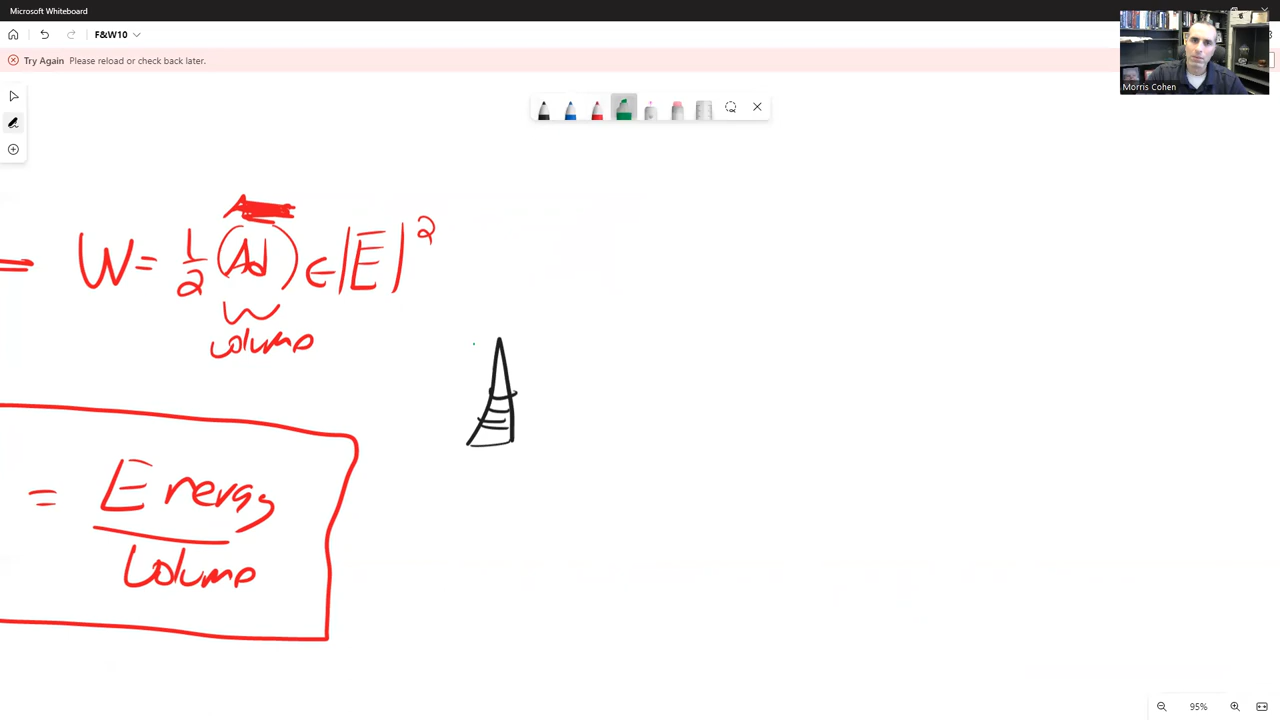 Microsoft Whiteboard
F&W10
Try Again Please reload or check back later.
Morris Cohen
= W = 1/2 (Ad) ∈ |E|²
volume
= Energy / Volume
95%